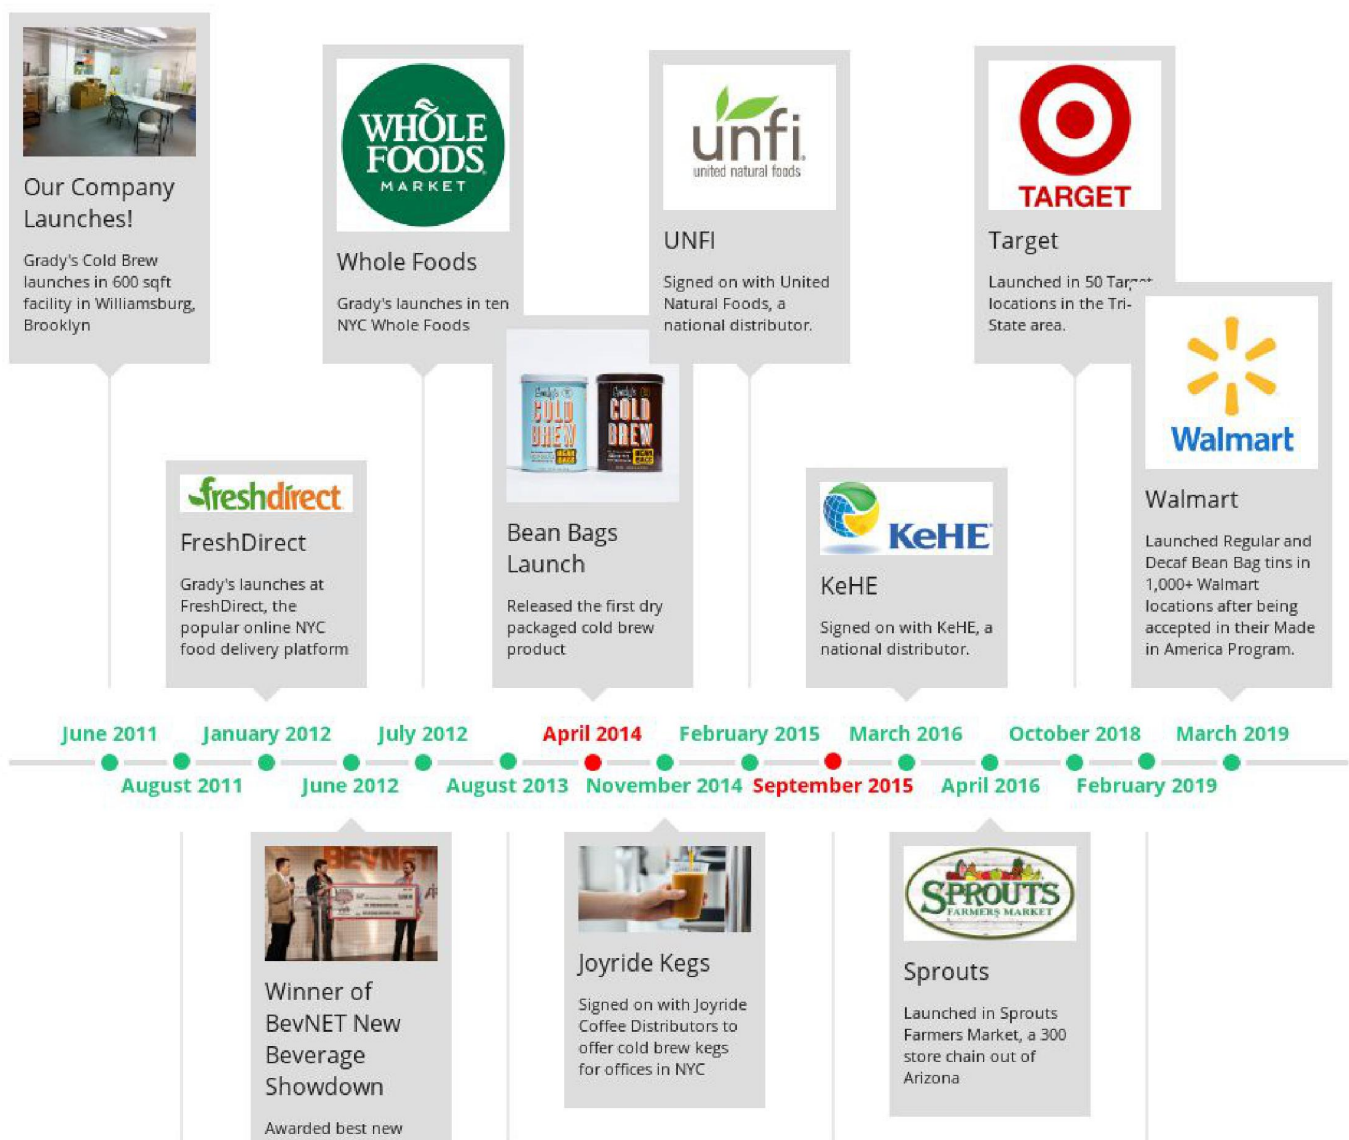 Our Company
Launches!
Grady's Cold Brew
launches in 600 sqft
facility in Williamsburg,
Brooklyn
WHOLE
FOODS
MARKET
Whole Foods
Grady's launches in ten
NYC Whole Foods
unfi
united natural foods
UNFI
Signed on with United
Natural Foods, a
national distributor.
TARGET
Target
Launched in 50 Target
locations in the Tri-
State area.
freshdirect
FreshDirect
Grady's launches at
FreshDirect, the
popular online NYC
food delivery platform
Grady's
COLD
BREW
BEAN
BAGS
Grady's
COLD
BREW
BEAN
BAGS
Bean Bags
Launch
Released the first dry
packaged cold brew
product
KeHE
KeHE
Signed on with KeHE, a
national distributor.
Walmart
Walmart
Launched Regular and
Decaf Bean Bag tins in
1,000+ Walmart
locations after being
accepted in their Made
in America Program.
June 2011 January 2012 July 2012 April 2014 February 2015 March 2016 October 2018 March 2019
August 2011 June 2012 August 2013 November 2014 September 2015 April 2016 February 2019
BEVNET
Winner of
BevNET New
Beverage
Showdown
Awarded best new
Joyride Kegs
Signed on with Joyride
Coffee Distributors to
offer cold brew kegs
for offices in NYC
SPROUTS
FARMERS MARKET
Sprouts
Launched in Sprouts
Farmers Market, a 300
store chain out of
Arizona